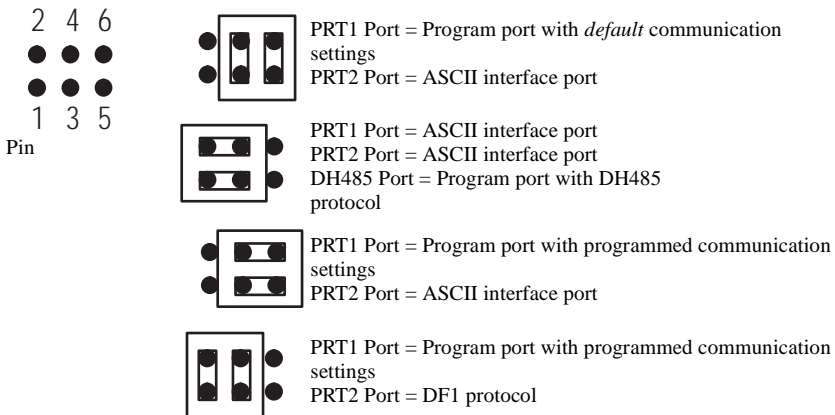 2 4 6
1 3 5
Pin
PRT1 Port = Program port with default communication
settings
PRT2 Port = ASCII interface port
PRT1 Port = ASCII interface port
PRT2 Port = ASCII interface port
DH485 Port = Program port with DH485
protocol
PRT1 Port = Program port with programmed communication
settings
PRT2 Port = ASCII interface port
PRT1 Port = Program port with programmed communication
settings
PRT2 Port = DF1 protocol